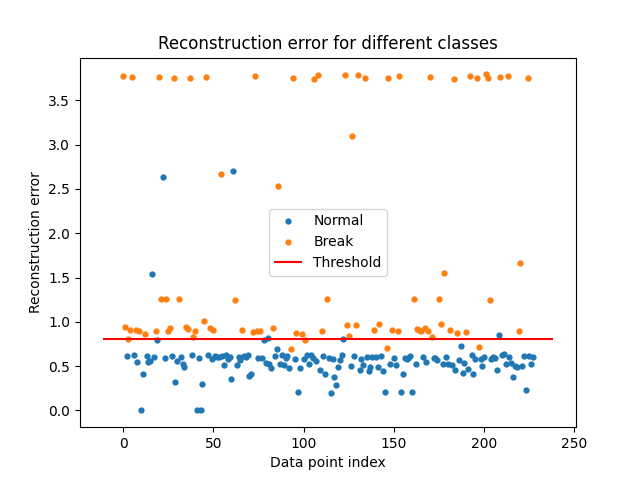 Reconstruction error for different classes
Reconstruction error
3.5
3.0
2.5
2.0
1.5
1.0
0.5
0.0
Normal
Break
Threshold
0
50
100
150
200
250
Data point index